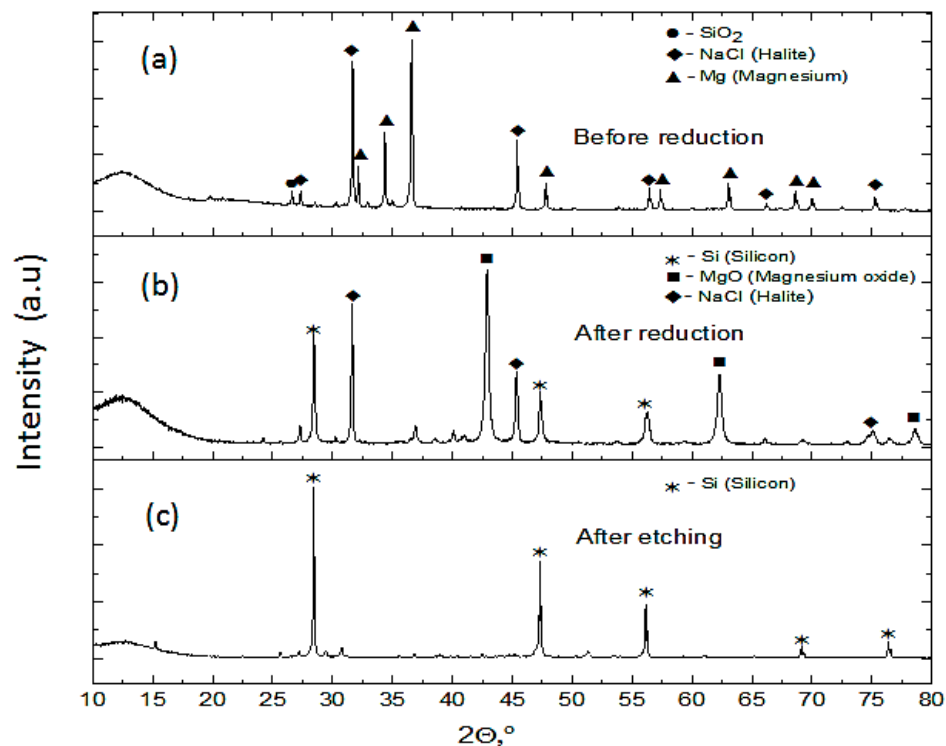 (a)
● - SiO₂
◆ - NaCl (Halite)
▲ - Mg (Magnesium)
Before reduction
(b)
✳ - Si (Silicon)
■ - MgO (Magnesium oxide)
◆ - NaCl (Halite)
After reduction
(c)
✳ - Si (Silicon)
After etching
Intensity (a.u)
10 15 20 25 30 35 40 45 50 55 60 65 70 75 80
2Θ,°